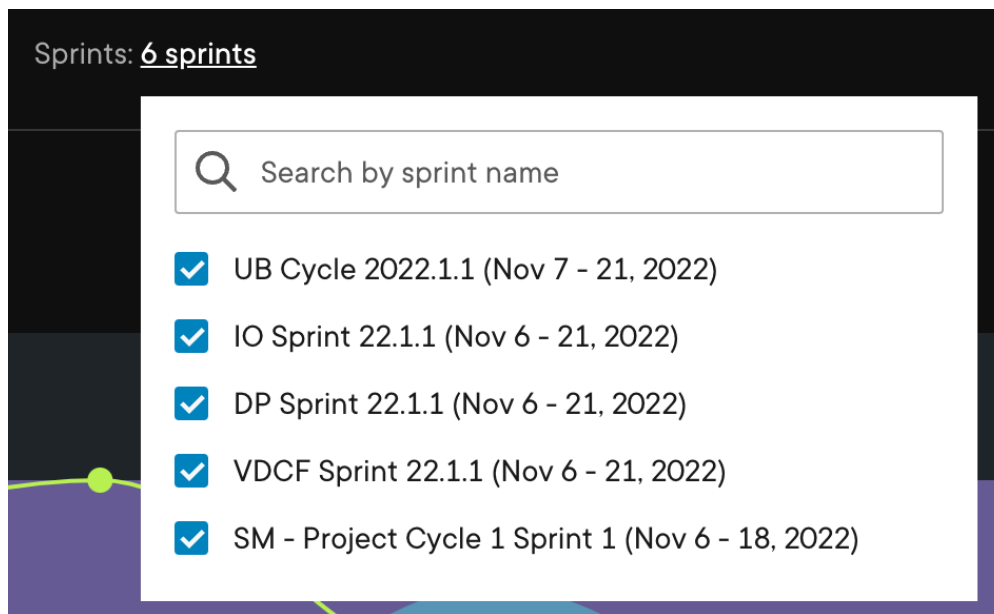 Sprints: 6 sprints
Search by sprint name
UB Cycle 2022.1.1 (Nov 7 - 21, 2022)
IO Sprint 22.1.1 (Nov 6 - 21, 2022)
DP Sprint 22.1.1 (Nov 6 - 21, 2022)
VDCF Sprint 22.1.1 (Nov 6 - 21, 2022)
SM - Project Cycle 1 Sprint 1 (Nov 6 - 18, 2022)